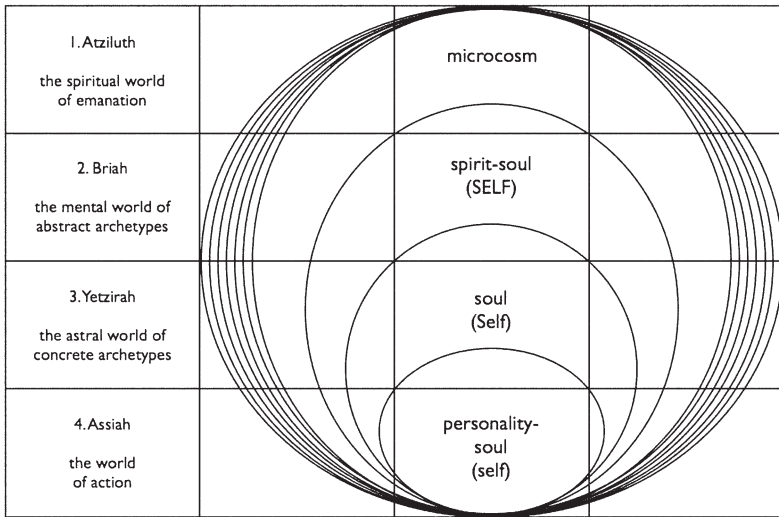 1. Atziluth
the spiritual world
of emanation
microcosm
2. Briah
the mental world of
abstract archetypes
spirit-soul
(SELF)
3. Yetzirah
the astral world of
concrete archetypes
soul
(Self)
4. Assiah
the world
of action
personality-
soul
(self)